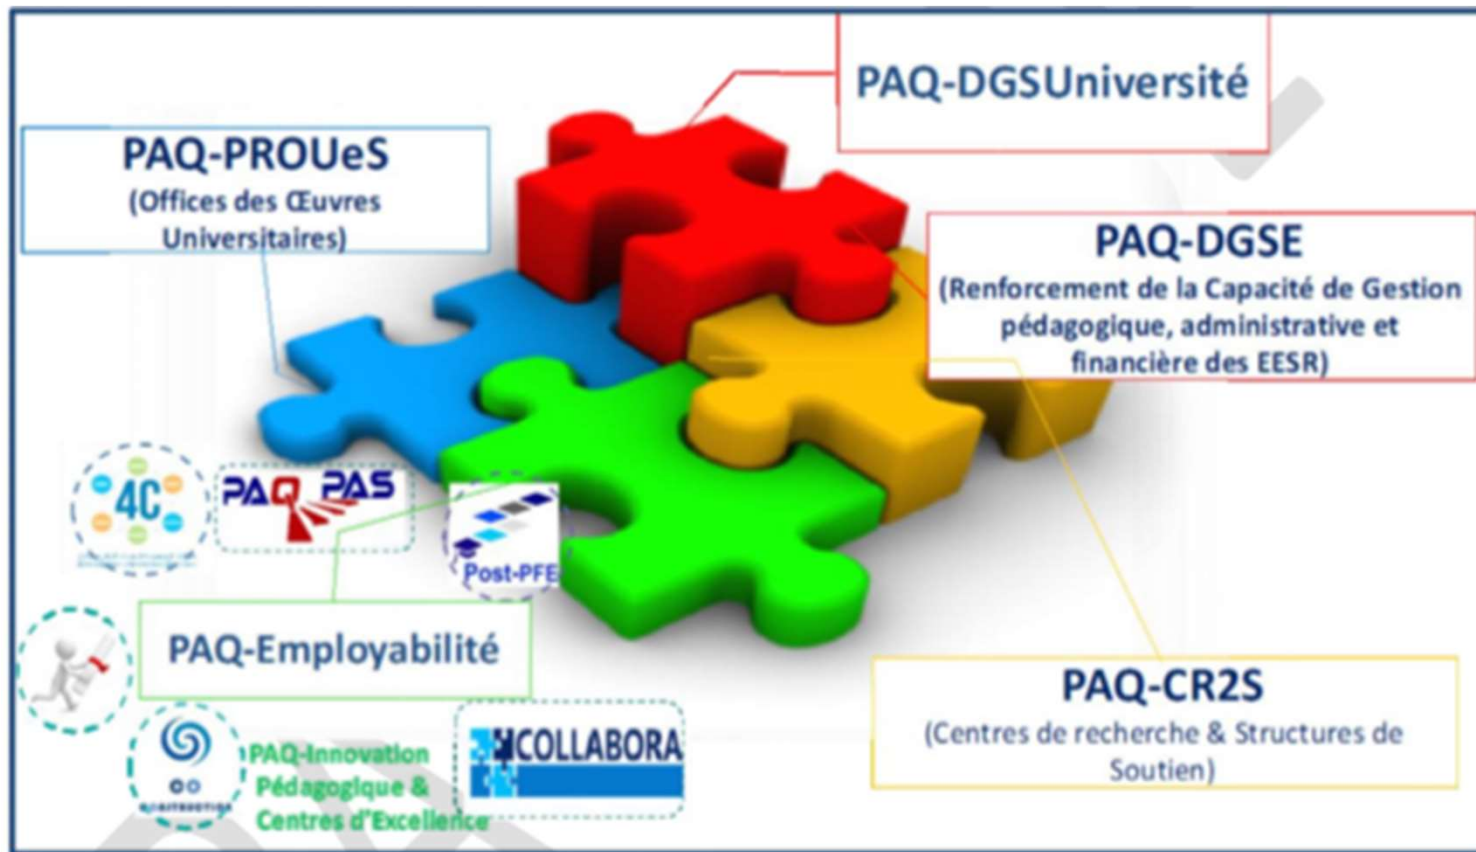 PAQ-DGSUniversité
PAQ-PROUeS
(Offices des Œuvres
Universitaires)
PAQ-DGSE
(Renforcement de la Capacité de Gestion
pédagogique, administrative et
financière des EESR)
4C
PAQ PAS
Post-PFE
PAQ-Employabilité
PAQ-CR2S
(Centres de recherche & Structures de
Soutien)
COLLABORA
PAQ-Innovation
Pédagogique &
Centres d'Excellence